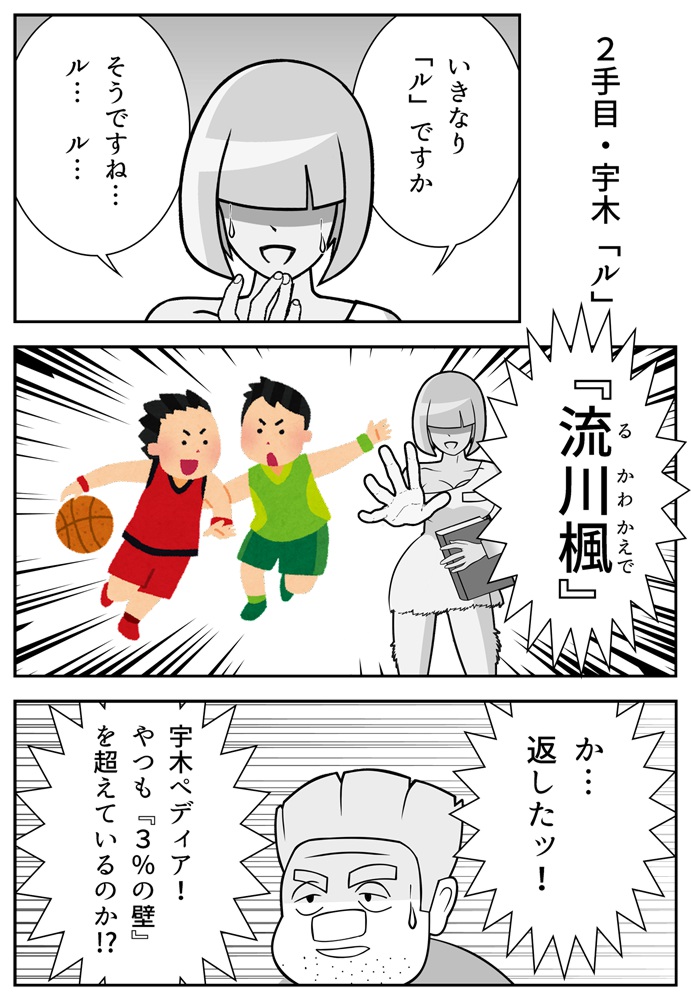 2手目・宇木「ル」
いきなり
「ル」ですか
そうですね…
ル… ル…
『流川楓』
る かわ かえで
か…
返したッ!
宇木ペディア!
やつも『3%の壁』
を超えているのか!?